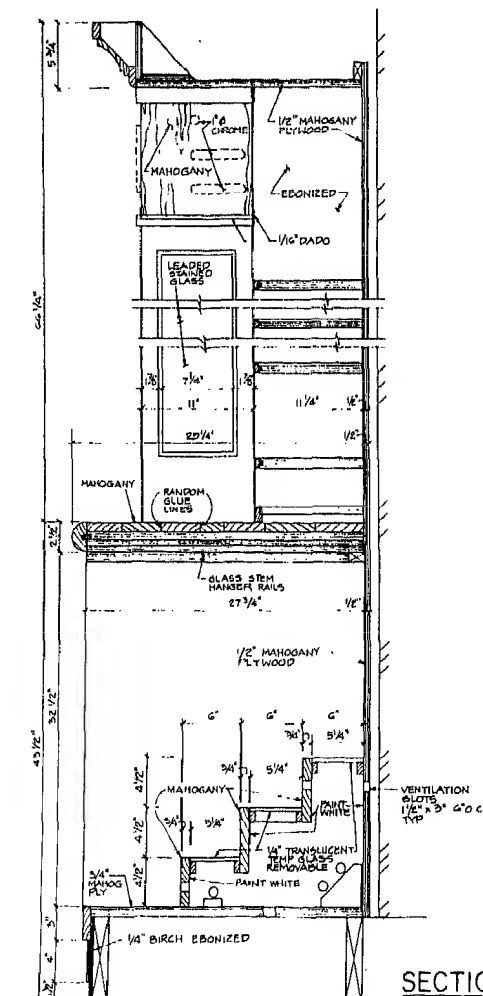 5 3/4"
1/2" MAHOGANY
PLYWOOD
1"Ø
CHROME
MAHOGANY
EBONIZED
1/16" DADO
LEADED
STAINED
GLASS
66 1/4"
1 7/8"
7 1/4"
1 7/8"
11"
11 1/4"
1/2"
1/2"
MAHOGANY
RANDOM
GLUE
LINES
2 1/2"
GLASS STEM
HANGER RAILS
27 3/4"
1/2"
1/2" MAHOGANY
PLYWOOD
32 1/2"
43 1/2"
6"
6"
6"
3/4"
5 1/4"
3/4"
5 1/4"
4 1/2"
MAHOGANY
3/4"
5 1/4"
4 1/2"
PAINT
WHITE
VENTILATION
SLOTS
1 1/2" x 3" 6" O C
TYP
1/4" TRANSLUCENT
TEMP GLASS
REMOVABLE
4 1/2"
PAINT WHITE
3/4"
MAHOG
PLY
3"
4"
1/4" BIRCH EBONIZED